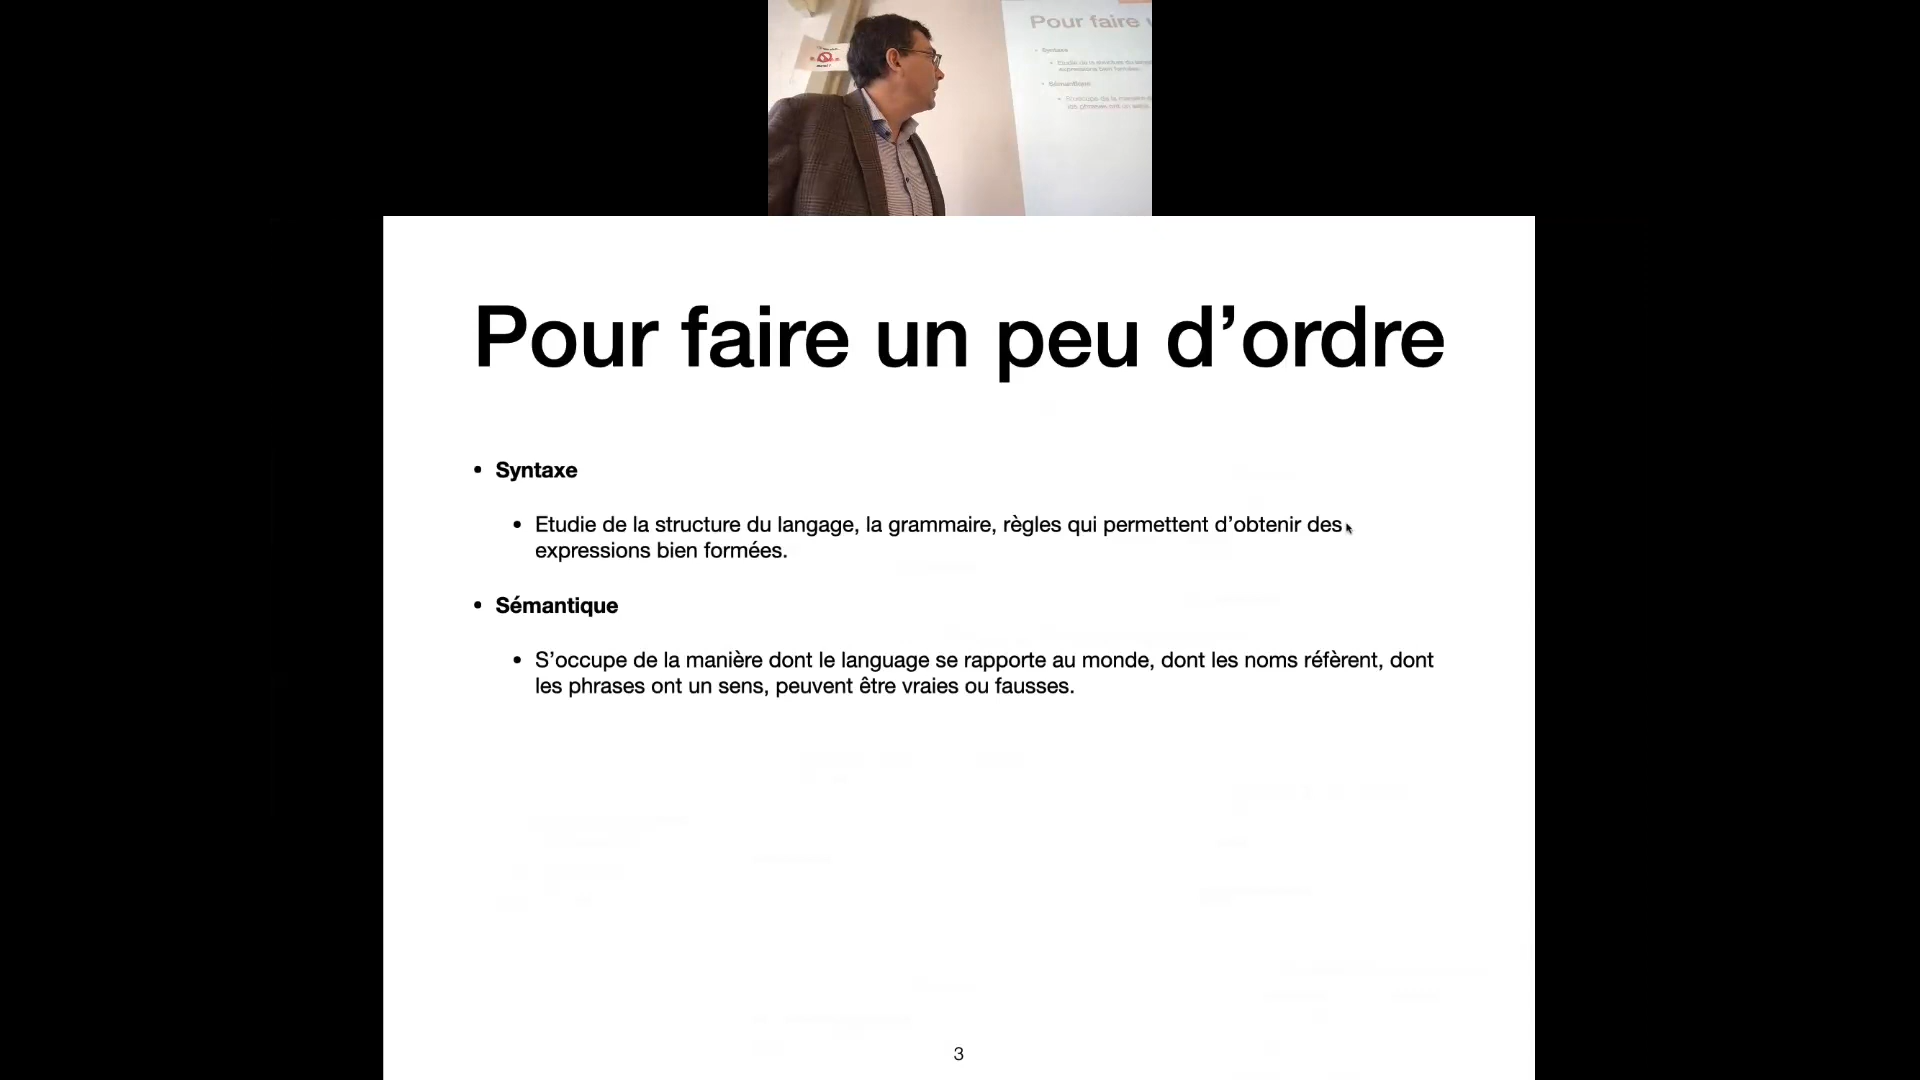 Pour faire
Syntaxe
Sémantique
Pour faire un peu d’ordre
• Syntaxe
• Etudie de la structure du langage, la grammaire, règles qui permettent d’obtenir des
expressions bien formées.
• Sémantique
• S’occupe de la manière dont le language se rapporte au monde, dont les noms réfèrent, dont
les phrases ont un sens, peuvent être vraies ou fausses.
3